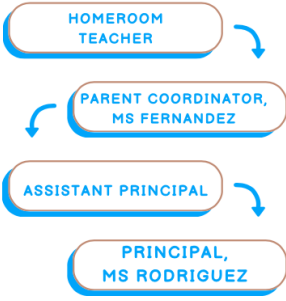 HOMEROOM
TEACHER
PARENT COORDINATOR,
MS FERNANDEZ
ASSISTANT PRINCIPAL
PRINCIPAL,
MS RODRIGUEZ